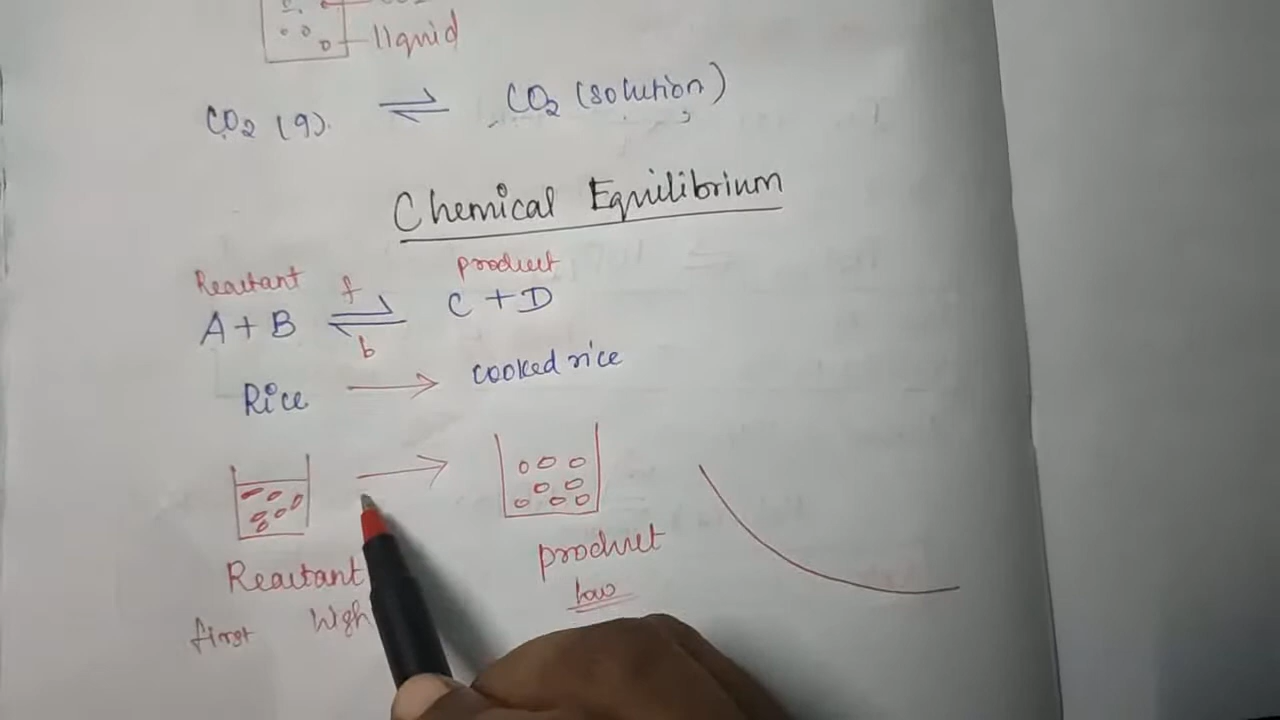 liquid
CO₂ (g) ⇌ CO₂ (solution)
Chemical Equilibrium
Reactant f product
A + B ⇌ C + D
b
Rice → cooked rice
→
Reactant product
first high low